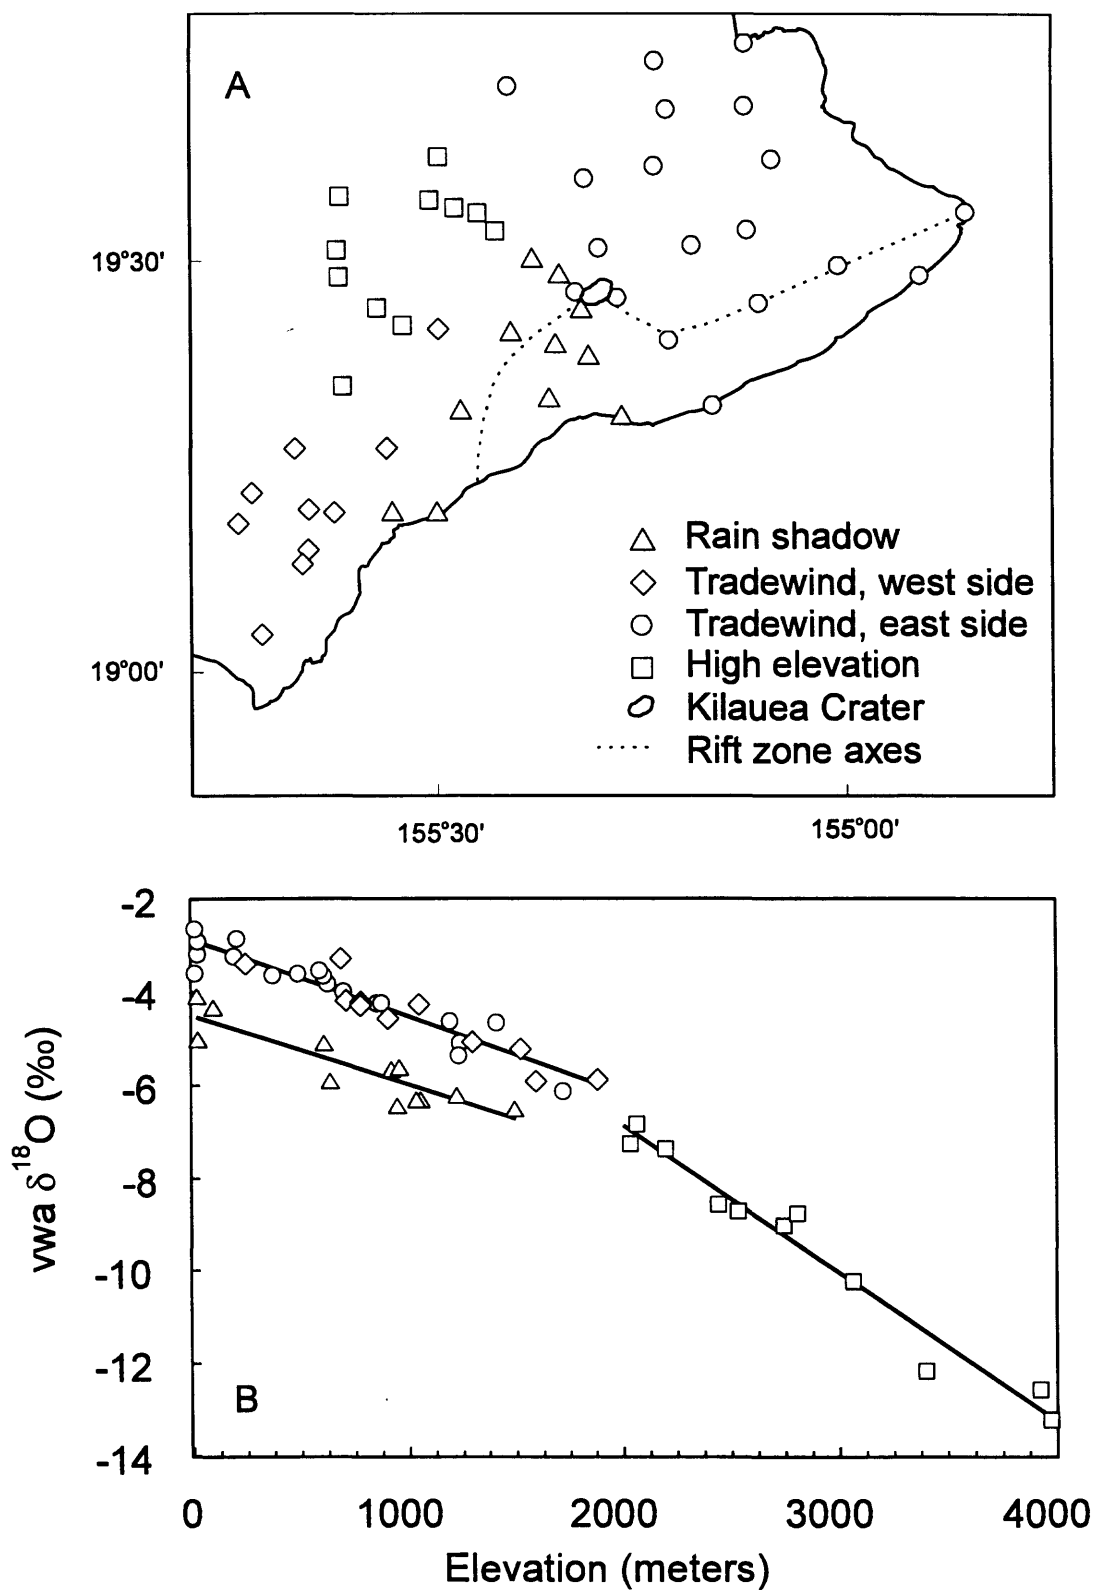 A
19°30'
Rain shadow
Tradewind, west side
Tradewind, east side
19°00'
High elevation
Kilauea Crater
Rift zone axes
155°30'
155°00'
-2
-4
-6
-8
-10
-12
-14
vwa δ¹⁸O (‰)
B
0
1000
2000
3000
4000
Elevation (meters)